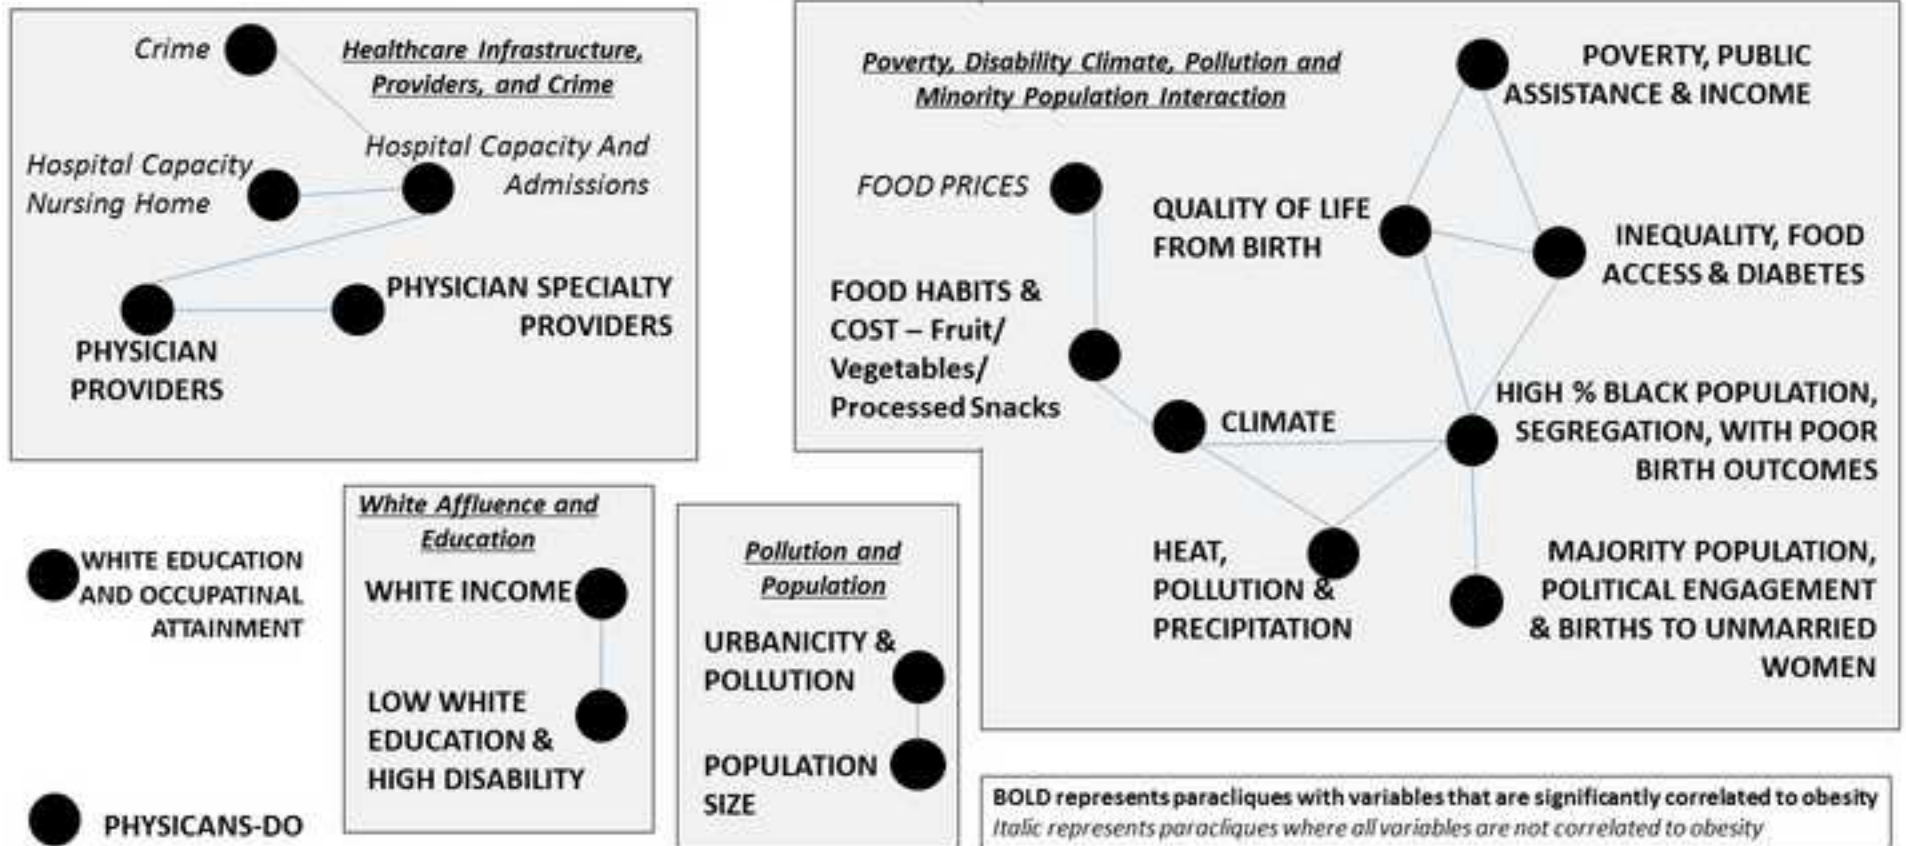 Crime
Healthcare Infrastructure,
Providers, and Crime
Hospital Capacity And
Admissions
Hospital Capacity
Nursing Home
PHYSICIAN SPECIALTY
PROVIDERS
PHYSICIAN
PROVIDERS
Poverty, Disability Climate, Pollution and
Minority Population Interaction
POVERTY, PUBLIC
ASSISTANCE & INCOME
FOOD PRICES
QUALITY OF LIFE
FROM BIRTH
INEQUALITY, FOOD
ACCESS & DIABETES
FOOD HABITS &
COST – Fruit/
Vegetables/
Processed Snacks
CLIMATE
HIGH % BLACK POPULATION,
SEGREGATION, WITH POOR
BIRTH OUTCOMES
HEAT,
POLLUTION &
PRECIPITATION
MAJORITY POPULATION,
POLITICAL ENGAGEMENT
& BIRTHS TO UNMARRIED
WOMEN
WHITE EDUCATION
AND OCCUPATINAL
ATTAINMENT
PHYSICANS-DO
White Affluence and
Education
WHITE INCOME
LOW WHITE
EDUCATION &
HIGH DISABILITY
Pollution and
Population
URBANICITY &
POLLUTION
POPULATION
SIZE
BOLD represents paracliques with variables that are significantly correlated to obesity
Italic represents paracliques where all variables are not correlated to obesity